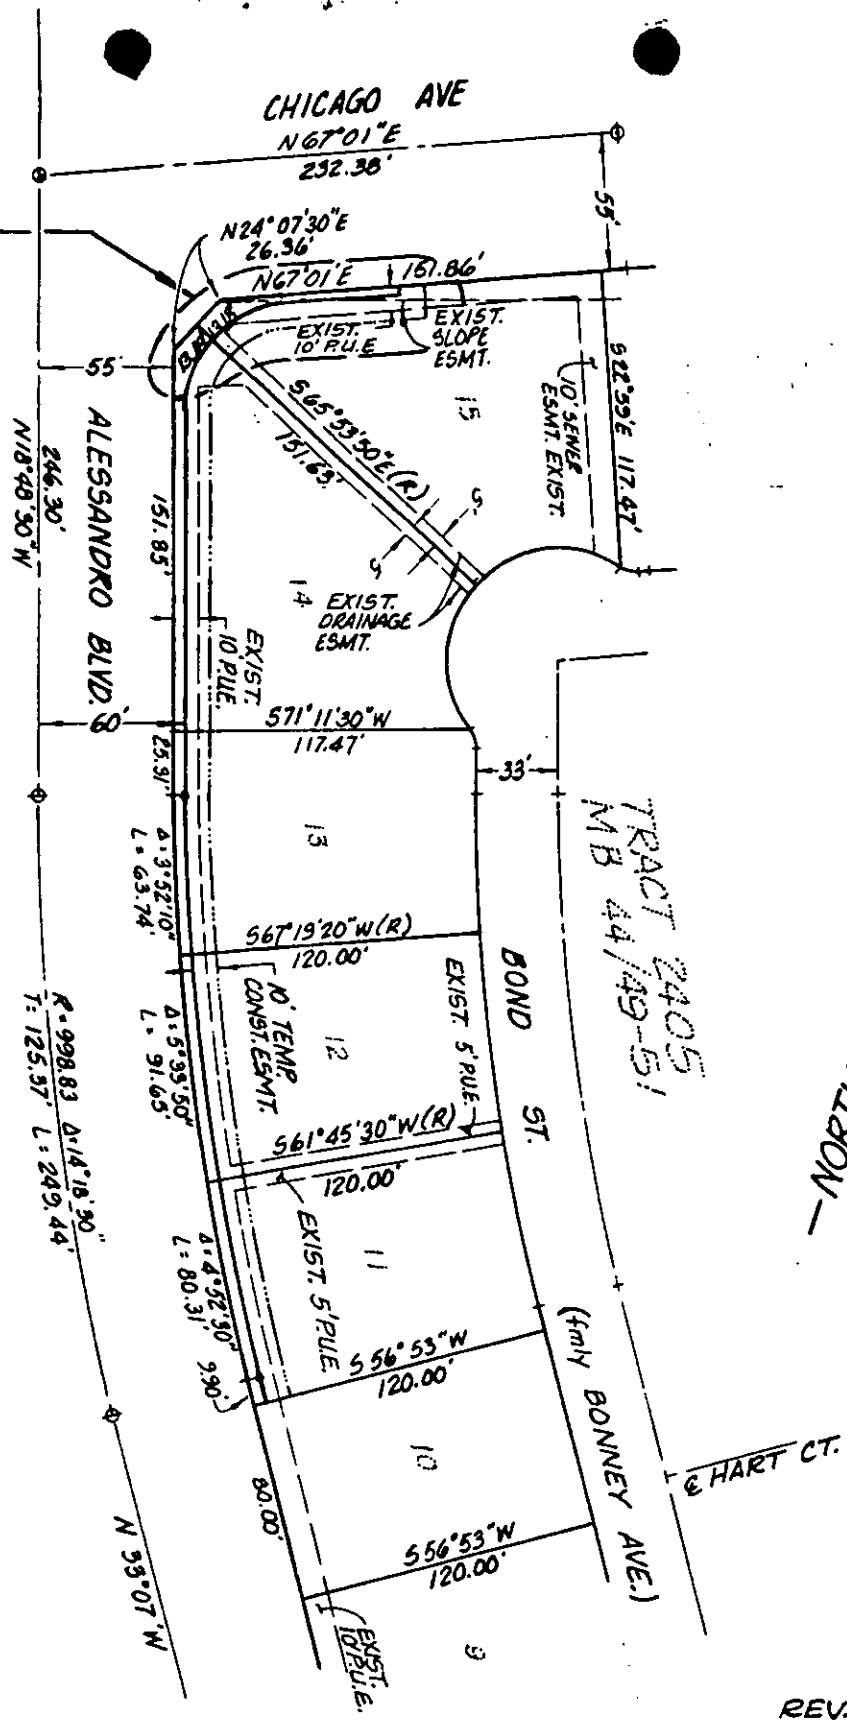 CHICAGO AVE
N67°01'E
232.38'
55'
N24°07'30"E
26.36'
N67°01'E
151.86'
EXIST.
10' P.U.E
EXIST.
SLOPE
ESMT.
15
10' SEWER
ESMT. EXIST.
S22°59'E 117.47'
55'
S65°53'50"E(R)
151.63'
5'
5'
14
EXIST.
DRAINAGE
ESMT.
ALESSANDRO BLVD.
246.30'
N18°48'30"W
151.85'
EXIST.
10' P.U.E.
60'
S71°11'30"W
117.47'
33'
25.91'
13
Δ=3°52'10"
L=63.74'
TRACT 2405
MB 44/49-51
S67°19'20"W(R)
120.00'
BOND ST.
EXIST. 5' P.U.E.
10' TEMP
CONST. ESMT.
12
Δ=5°33'50"
L=91.65'
R=998.83 Δ=14°18'30"
T=125.37' L=249.44'
S61°45'30"W(R)
120.00'
EXIST. 5' P.U.E.
11
Δ=4°52'30"
L=80.31'
9.90'
S56°53'W
120.00'
(fmly BONNEY AVE.)
10
80.00'
℄ HART CT.
S56°53'W
120.00'
N33°07'W
EXIST.
10' P.U.E.
9
REV.